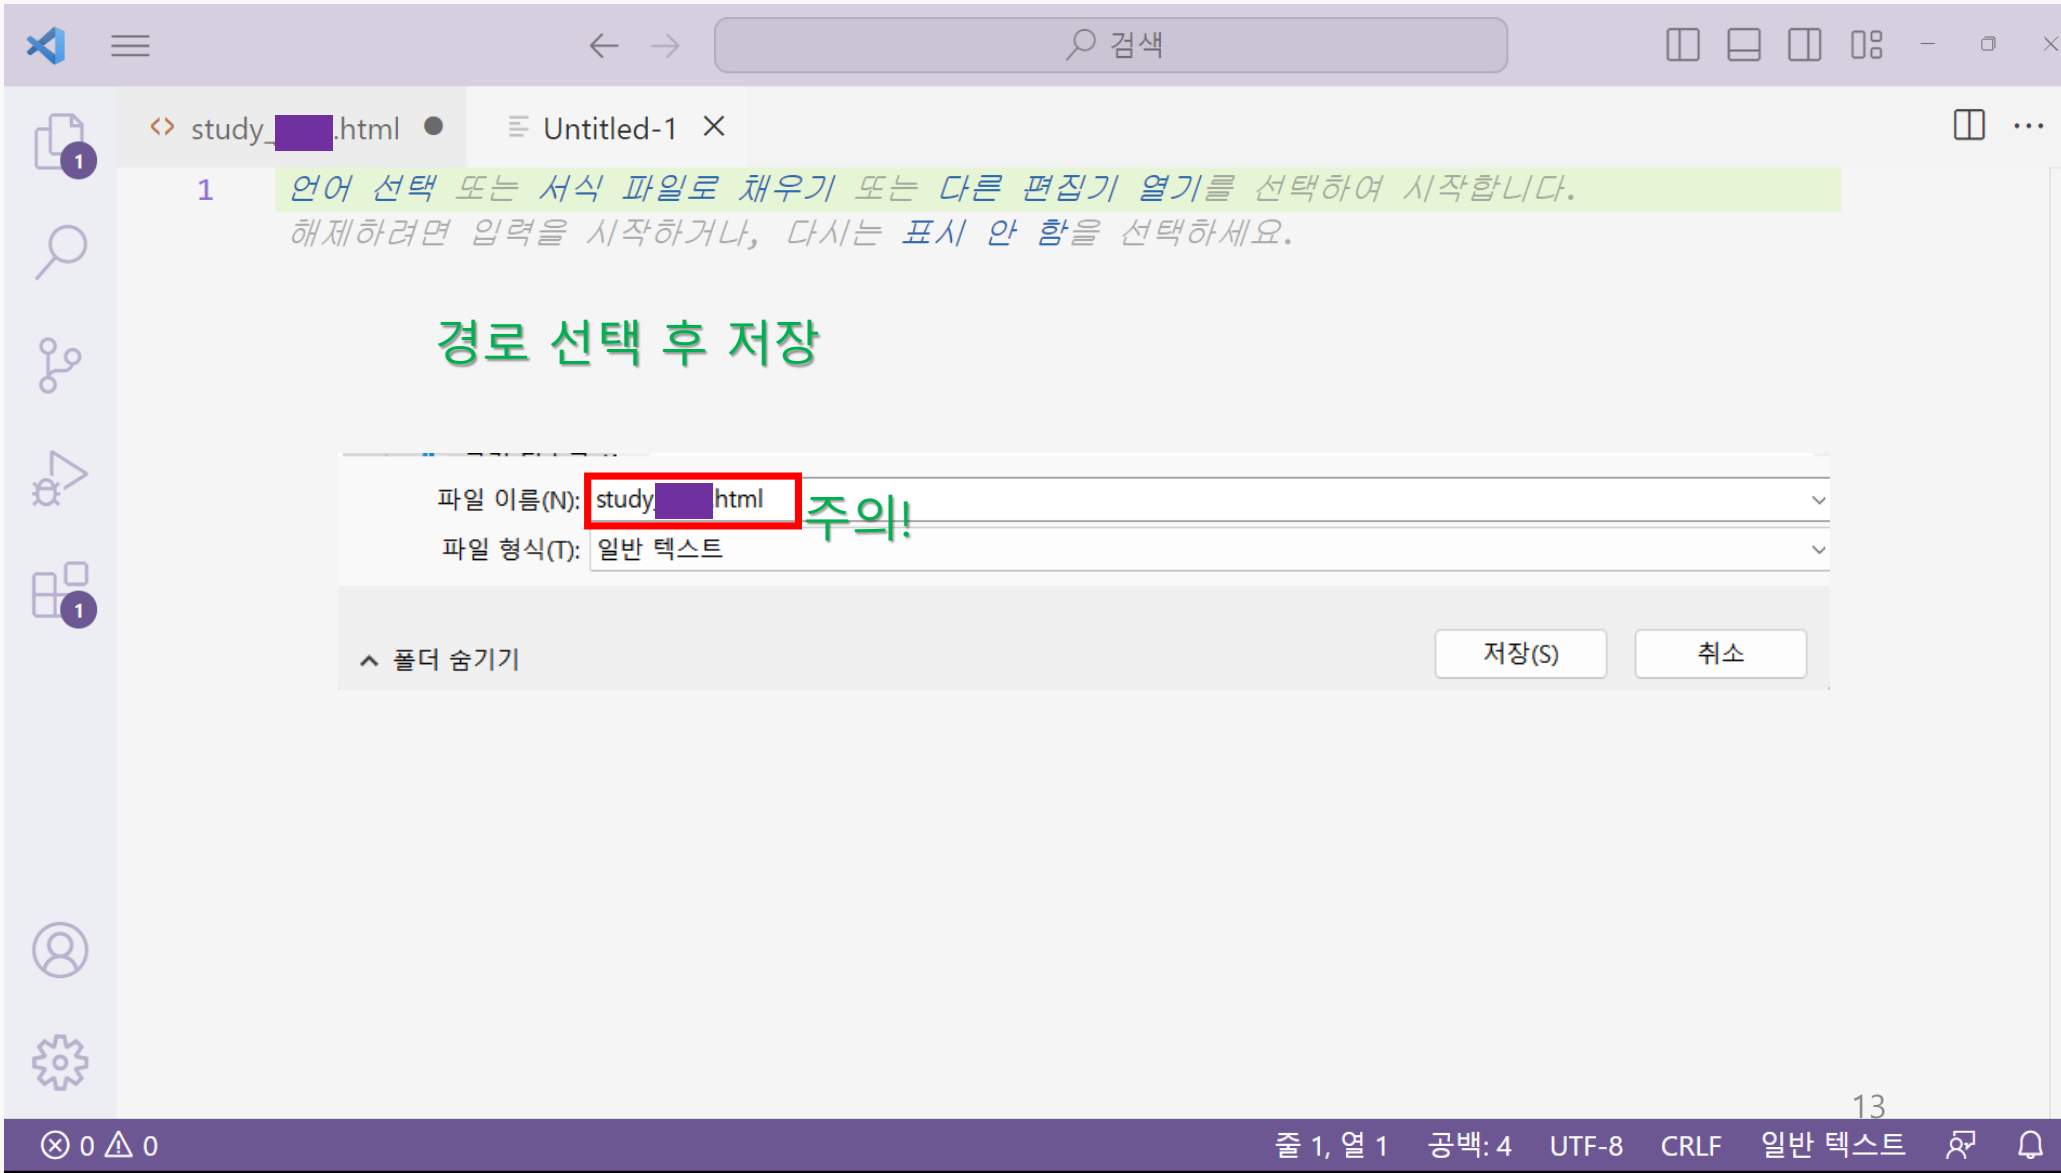 검색
study_ .html
Untitled-1
1
1
언어 선택 또는 서식 파일로 채우기 또는 다른 편집기 열기를 선택하여 시작합니다.
해제하려면 입력을 시작하거나, 다시는 표시 안 함을 선택하세요.
경로 선택 후 저장
파일 이름(N): study_ html 주의!
파일 형식(T): 일반 텍스트
1
폴더 숨기기
저장(S)
취소
13
0 0
줄 1, 열 1 공백: 4 UTF-8 CRLF 일반 텍스트